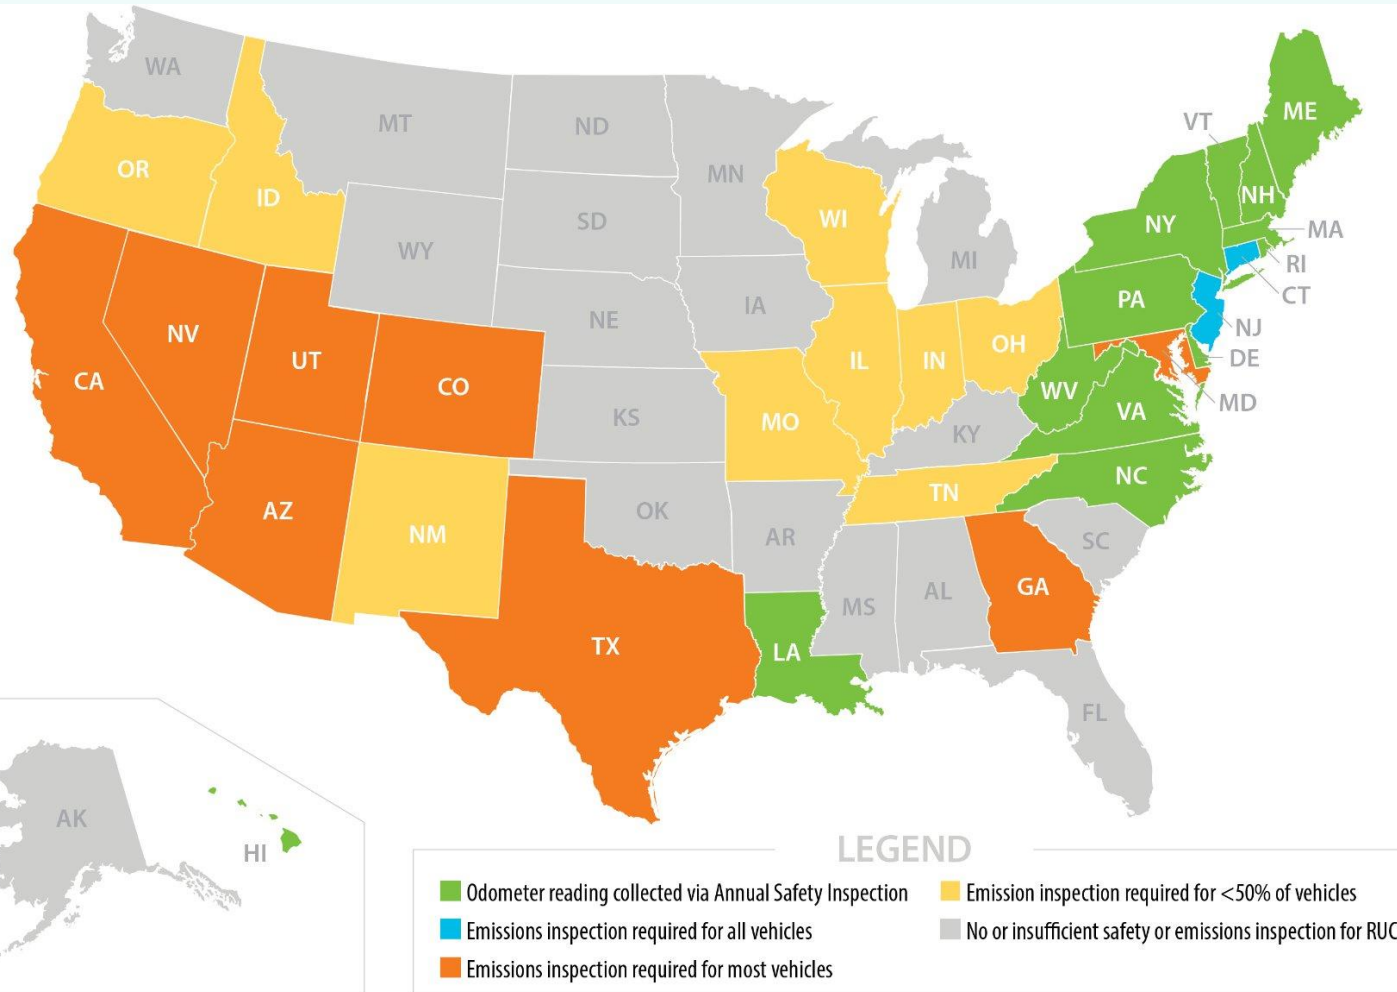 WA
MT
ND
MN
OR
ID
WY
SD
WI
MI
VT
ME
NH
NY
MA
RI
CT
PA
NJ
DE
MD
NV
UT
CA
CO
NE
IA
IL
IN
OH
WV
VA
KS
MO
KY
NC
TN
AZ
NM
OK
AR
SC
MS
AL
GA
TX
LA
FL
AK
HI
LEGEND
Odometer reading collected via Annual Safety Inspection
Emissions inspection required for all vehicles
Emissions inspection required for most vehicles
Emission inspection required for <50% of vehicles
No or insufficient safety or emissions inspection for RUC